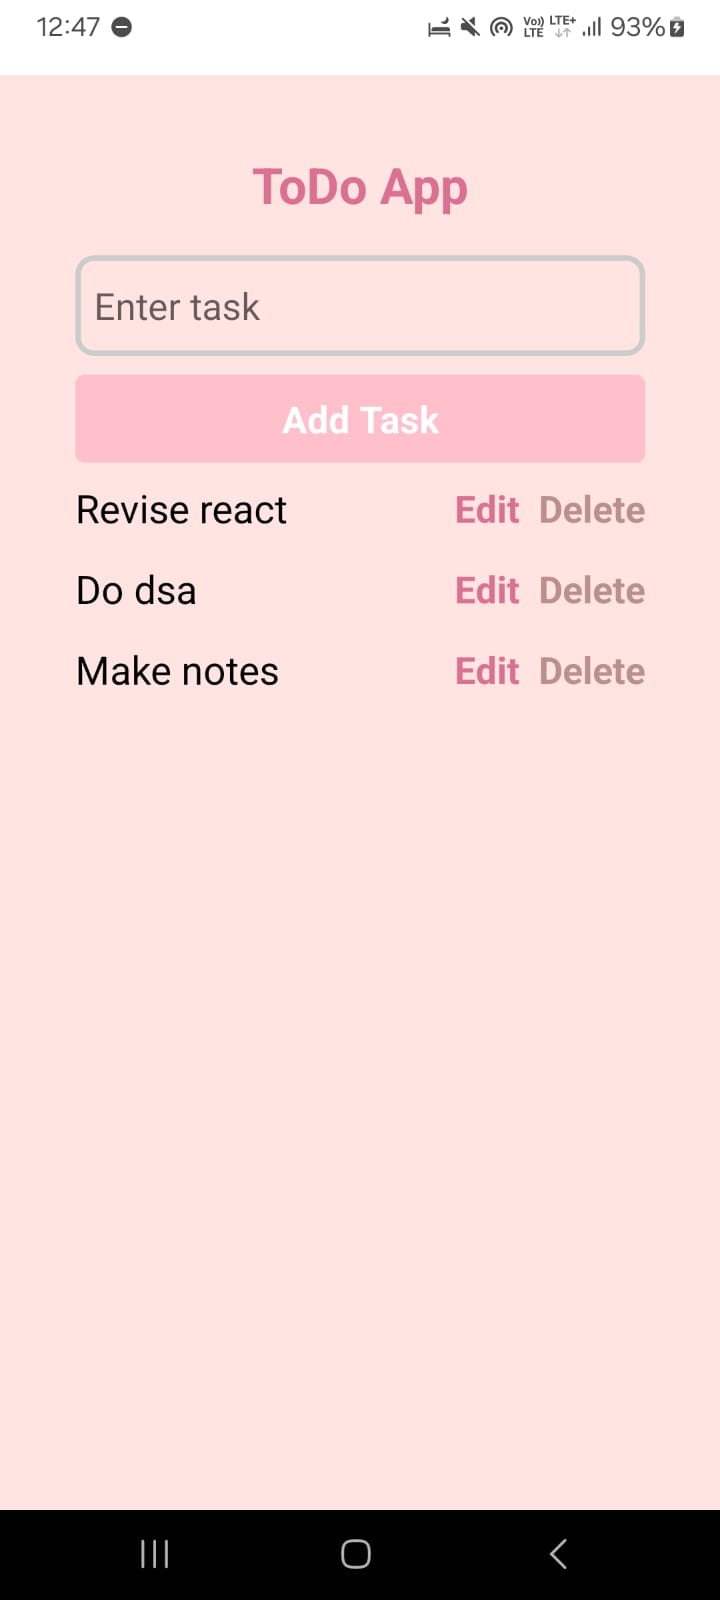 12:47 Vo)) LTE LTE+ 93%
ToDo App
Enter task
Add Task
Revise react Edit Delete
Do dsa Edit Delete
Make notes Edit Delete